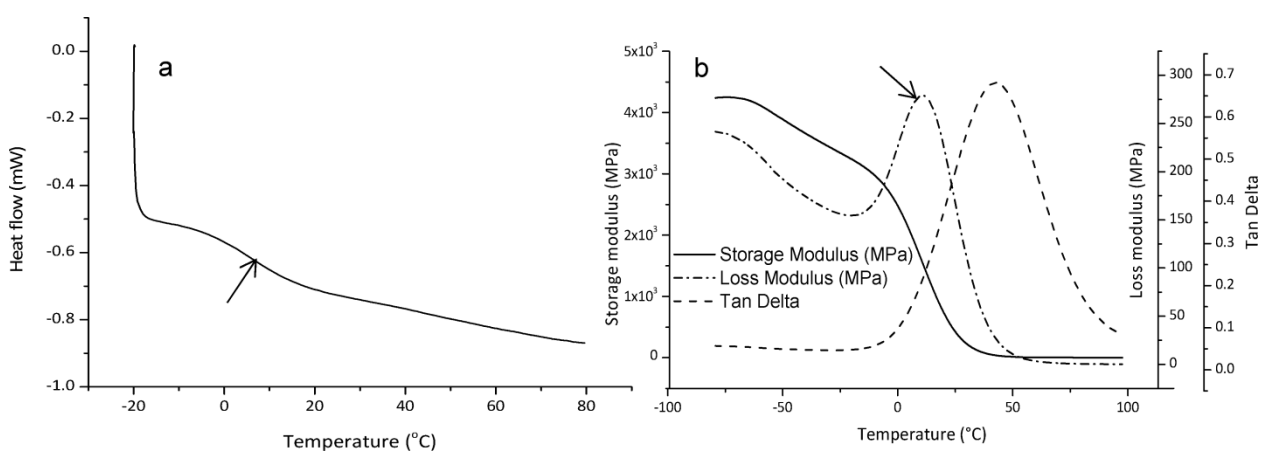 a
0.0
-0.2
-0.4
-0.6
-0.8
-1.0
Heat flow (mW)
-20 0 20 40 60 80
Temperature (°C)
b
5x10³
4x10³
3x10³
2x10³
1x10³
0
Storage modulus (MPa)
Storage Modulus (MPa)
Loss Modulus (MPa)
Tan Delta
-100 -50 0 50 100
Temperature (°C)
300
250
200
150
100
50
0
Loss modulus (MPa)
0.7
0.6
0.5
0.4
0.3
0.2
0.1
0.0
Tan Delta